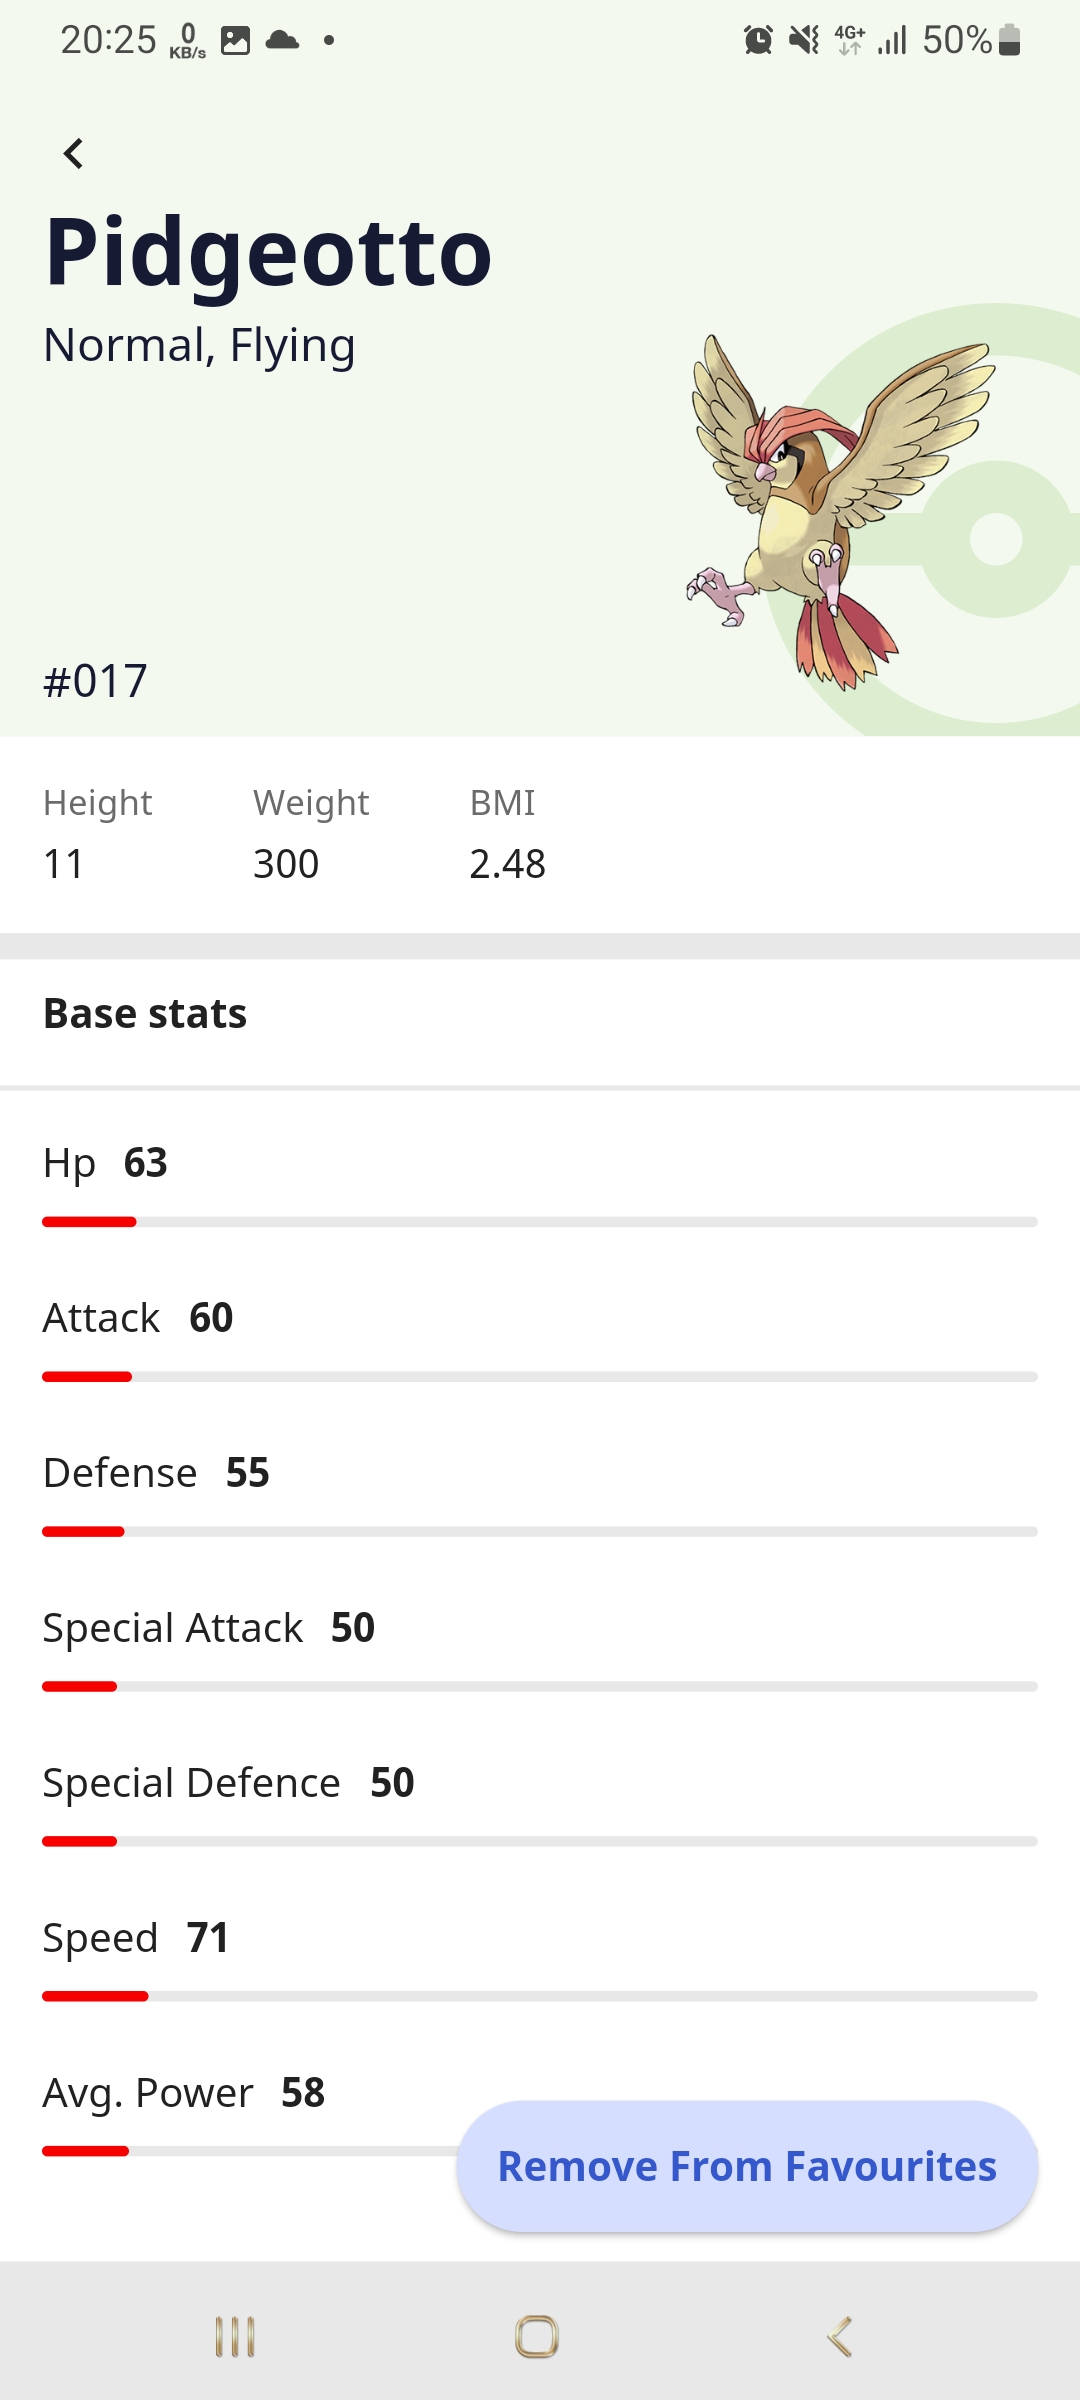 20:25 0 KB/s 4G+ 50%
Pidgeotto
Normal, Flying
#017
Height Weight BMI
11 300 2.48
Base stats
Hp 63
Attack 60
Defense 55
Special Attack 50
Special Defence 50
Speed 71
Avg. Power 58
Remove From Favourites